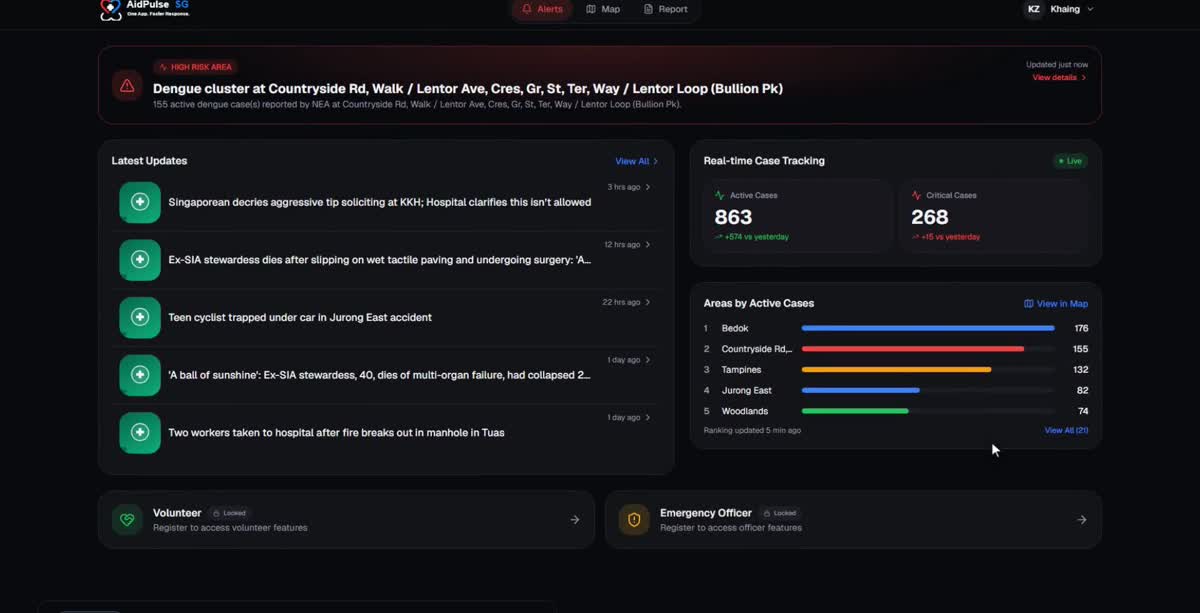 AidPulse SG
One App. Faster Response.
Alerts
Map
Report
KZ
Khaing
HIGH RISK AREA
Dengue cluster at Countryside Rd, Walk / Lentor Ave, Cres, Gr, St, Ter, Way / Lentor Loop (Bullion Pk)
155 active dengue case(s) reported by NEA at Countryside Rd, Walk / Lentor Ave, Cres, Gr, St, Ter, Way / Lentor Loop (Bullion Pk).
Updated just now
View details
Latest Updates
View All
3 hrs ago
Singaporean decries aggressive tip soliciting at KKH; Hospital clarifies this isn't allowed
12 hrs ago
Ex-SIA stewardess dies after slipping on wet tactile paving and undergoing surgery: 'A...
22 hrs ago
Teen cyclist trapped under car in Jurong East accident
1 day ago
'A ball of sunshine': Ex-SIA stewardess, 40, dies of multi-organ failure, had collapsed 2...
1 day ago
Two workers taken to hospital after fire breaks out in manhole in Tuas
Real-time Case Tracking
Live
Active Cases
863
+574 vs yesterday
Critical Cases
268
+15 vs yesterday
Areas by Active Cases
View in Map
1 Bedok 176
2 Countryside Rd,... 155
3 Tampines 132
4 Jurong East 82
5 Woodlands 74
Ranking updated 5 min ago
View All (21)
Volunteer
Locked
Register to access volunteer features
Emergency Officer
Locked
Register to access officer features